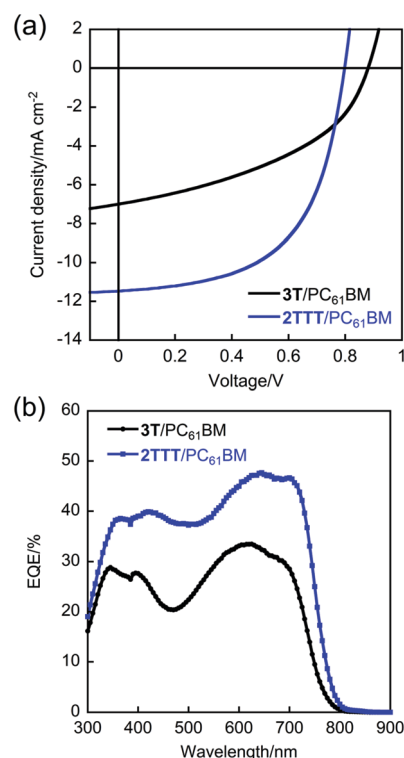 (a)
2
0
-2
-4
-6
-8
-10
-12
-14
Current density/mA cm-2
3T/PC61BM
2TTT/PC61BM
0 0.2 0.4 0.6 0.8 1
Voltage/V
(b)
60
50
40
30
20
10
0
EQE/%
3T/PC61BM
2TTT/PC61BM
300 400 500 600 700 800 900
Wavelength/nm